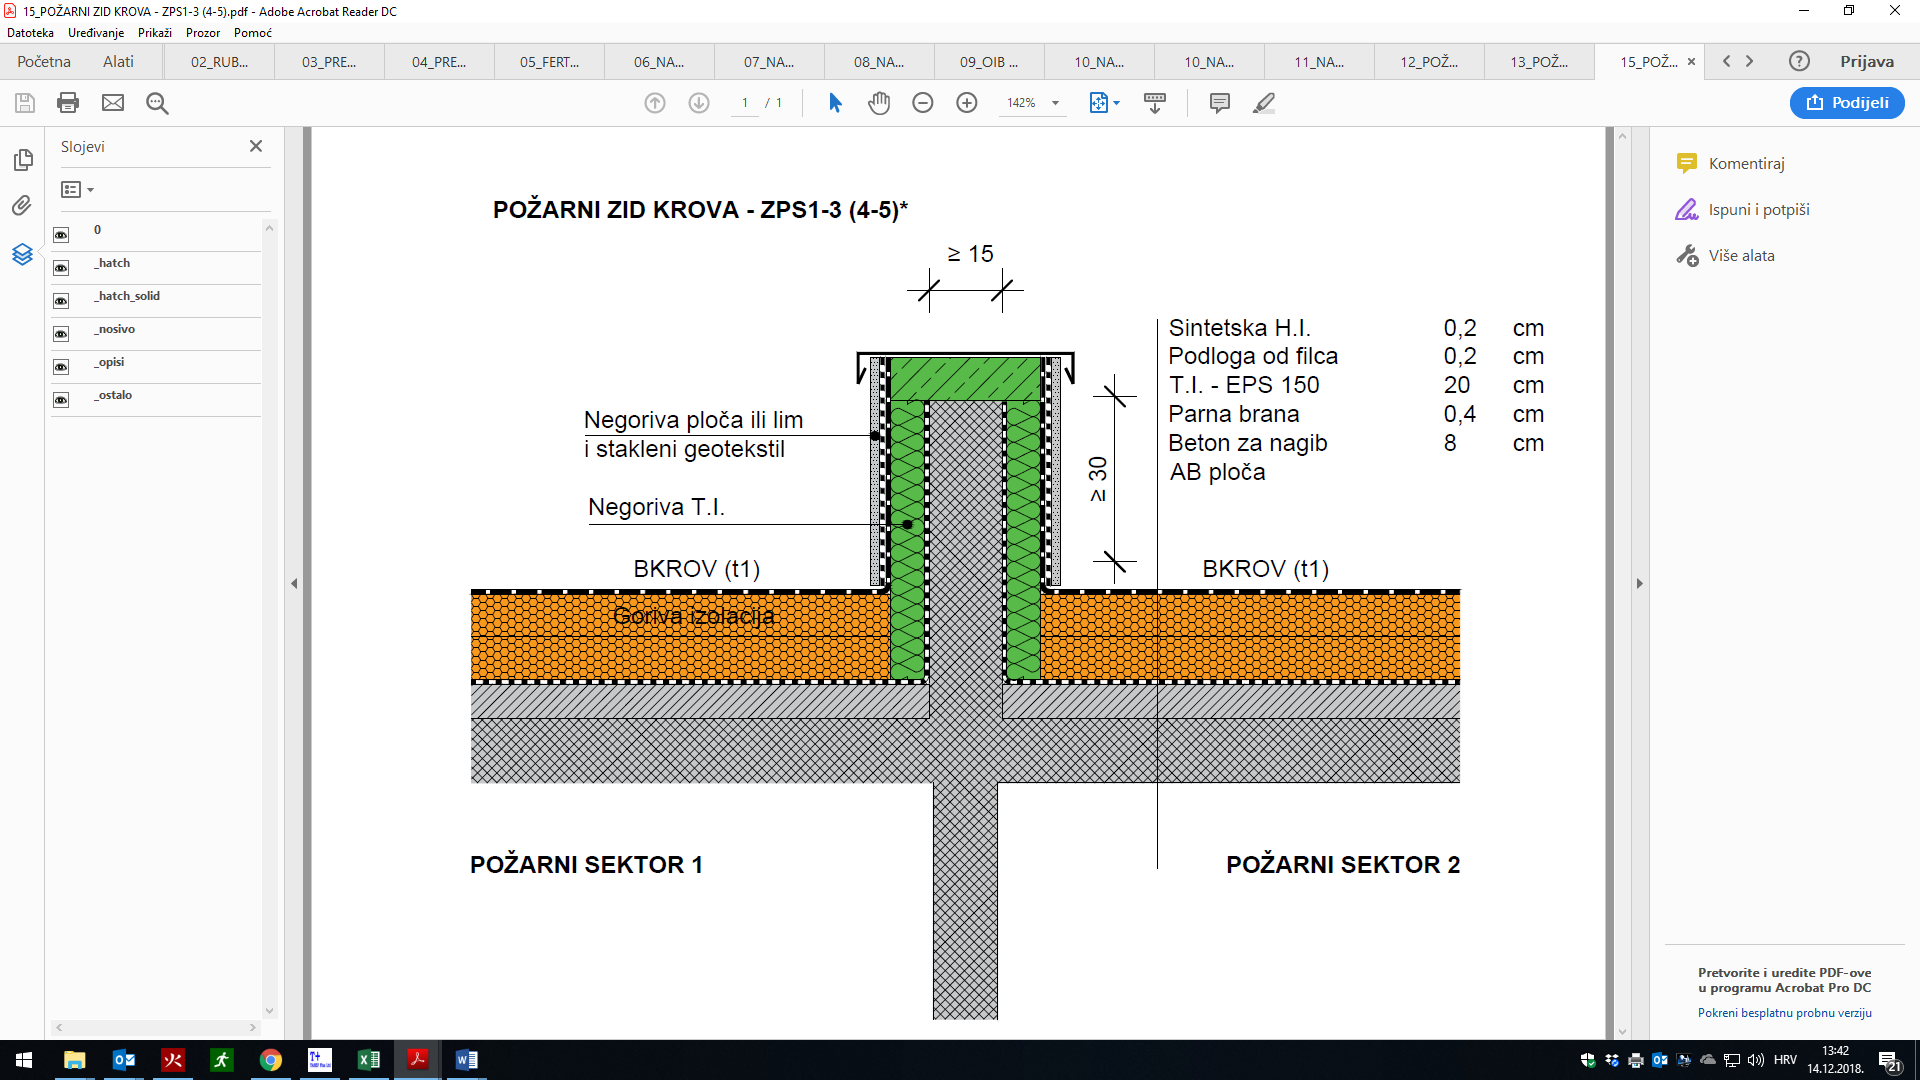 15_POŽARNI ZID KROVA - ZPS1-3 (4-5).pdf - Adobe Acrobat Reader DC
Datoteka Uređivanje Prikaži Prozor Pomoć
Početna Alati 02_RUB... 03_PRE... 04_PRE... 05_FERT... 06_NA... 07_NA... 08_NA... 09_OIB ... 10_NA... 10_NA... 11_NA... 12_POŽ... 13_POŽ... 15_POŽ... Prijava
1 / 1 142% Podijeli
Slojevi
0
_hatch
_hatch_solid
_nosivo
_opisi
_ostalo
POŽARNI ZID KROVA - ZPS1-3 (4-5)*
≥ 15
Sintetska H.I. 0,2 cm
Podloga od filca 0,2 cm
T.I. - EPS 150 20 cm
Parna brana 0,4 cm
Beton za nagib 8 cm
AB ploča
Negoriva ploča ili lim
i stakleni geotekstil
≥ 30
Negoriva T.I.
BKROV (t1) BKROV (t1)
Goriva izolacija
POŽARNI SEKTOR 1 POŽARNI SEKTOR 2
Komentiraj
Ispuni i potpiši
Više alata
Pretvorite i uredite PDF-ove
u programu Acrobat Pro DC
Pokreni besplatnu probnu verziju
HRV
13:42
14.12.2018.
21